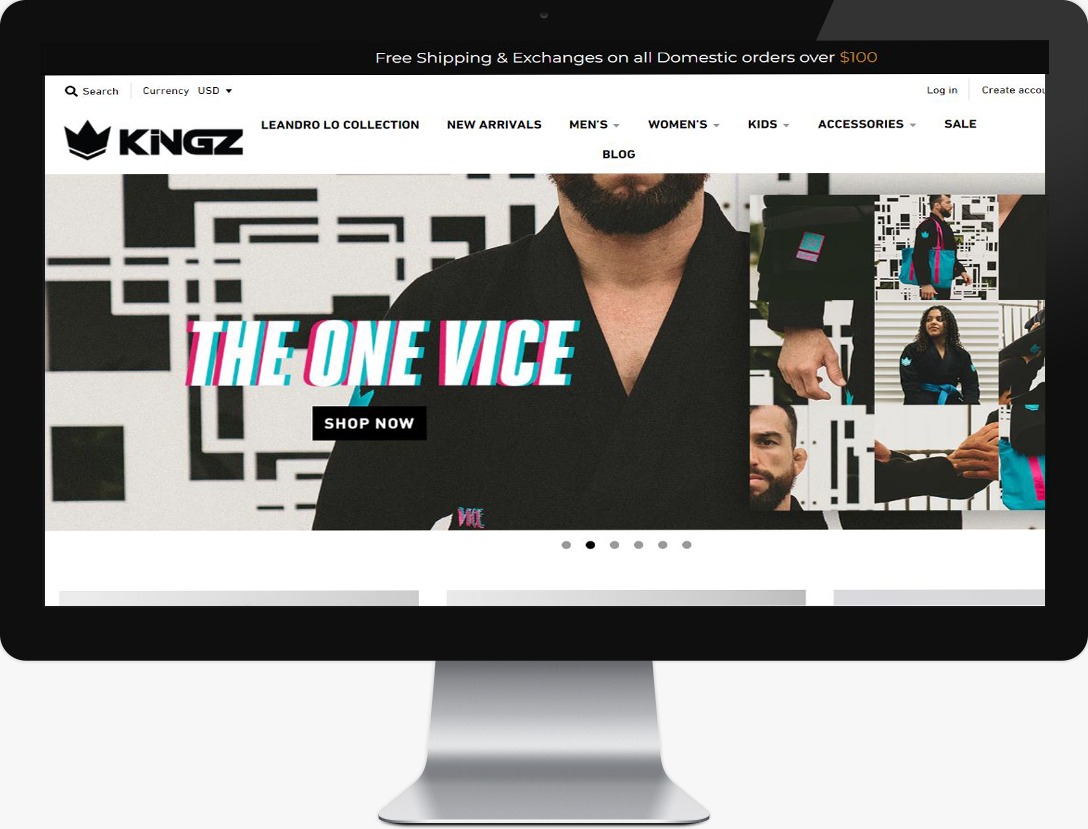 Free Shipping & Exchanges on all Domestic orders over $100
Search
Currency USD
Log in
Create accou
KiNGZ
LEANDRO LO COLLECTION
NEW ARRIVALS
MEN'S
WOMEN'S
KIDS
ACCESSORIES
SALE
BLOG
THE ONE VICE
SHOP NOW
VICE